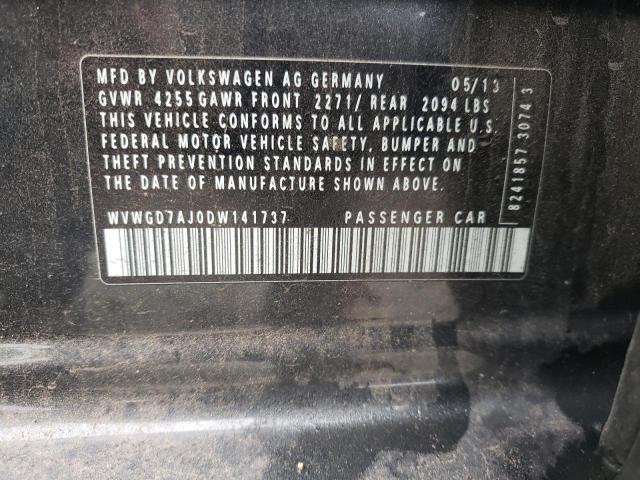 MFD BY VOLKSWAGEN AG GERMANY 05/13
GVWR 4255 GAWR FRONT 2271/ REAR 2094 LBS
THIS VEHICLE CONFORMS TO ALL APPLICABLE U.S.
FEDERAL MOTOR VEHICLE SAFETY, BUMPER AND
THEFT PREVENTION STANDARDS IN EFFECT ON
THE DATE OF MANUFACTURE SHOWN ABOVE.
WVWGD7AJ0DW141737 PASSENGER CAR
8241857 3074 3